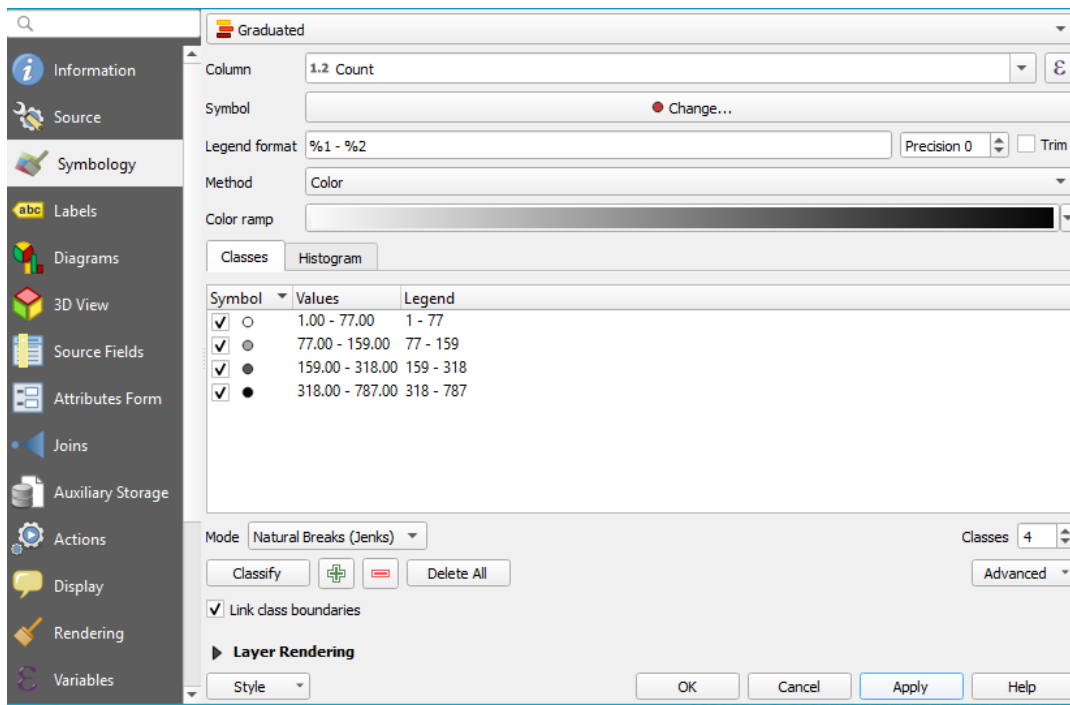 Graduated
Information
Column
1.2 Count
ε
Source
Symbol
Change...
Legend format
%1 - %2
Precision 0
Trim
Symbology
Method
Color
abc
Labels
Color ramp
Diagrams
Classes
Histogram
3D View
Symbol Values Legend
1.00 - 77.00 1 - 77
77.00 - 159.00 77 - 159
159.00 - 318.00 159 - 318
318.00 - 787.00 318 - 787
Source Fields
Attributes Form
Joins
Auxiliary Storage
Actions
Mode
Natural Breaks (Jenks)
Classes 4
Classify
Delete All
Advanced
Display
Link class boundaries
Rendering
Layer Rendering
ε
Variables
Style
OK
Cancel
Apply
Help